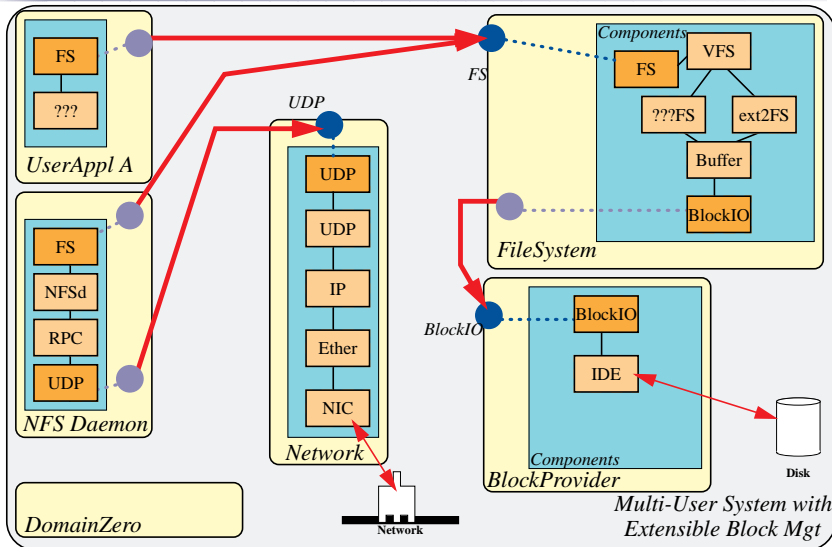 FS
???
UserAppl A
FS
NFSd
RPC
UDP
NFS Daemon
DomainZero
UDP
UDP
UDP
IP
Ether
NIC
Network
Network
FS
Components
VFS
FS
???FS
ext2FS
Buffer
BlockIO
FileSystem
BlockIO
BlockIO
IDE
Components
BlockProvider
Disk
Multi-User System with
Extensible Block Mgt